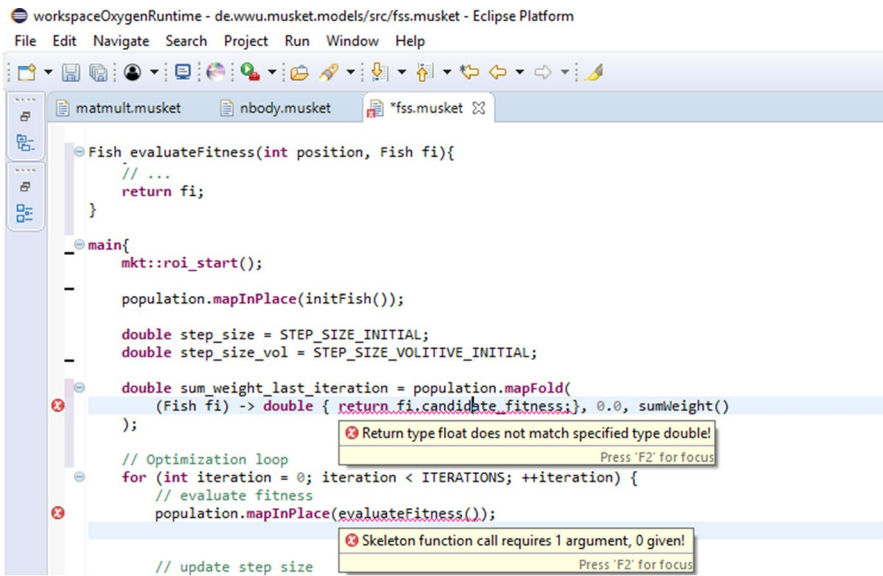 workspaceOxygenRuntime - de.wwu.musket.models/src/fss.musket - Eclipse Platform
File Edit Navigate Search Project Run Window Help
matmult.musket nbody.musket *fss.musket
Fish evaluateFitness(int position, Fish fi){
// ...
return fi;
}
main{
mkt::roi_start();
population.mapInPlace(initFish());
double step_size = STEP_SIZE_INITIAL;
double step_size_vol = STEP_SIZE_VOLITIVE_INITIAL;
double sum_weight_last_iteration = population.mapFold(
(Fish fi) -> double { return fi.candidate_fitness;}, 0.0, sumWeight()
);
Return type float does not match specified type double!
Press 'F2' for focus
// Optimization loop
for (int iteration = 0; iteration < ITERATIONS; ++iteration) {
// evaluate fitness
population.mapInPlace(evaluateFitness());
Skeleton function call requires 1 argument, 0 given!
Press 'F2' for focus
// update step size